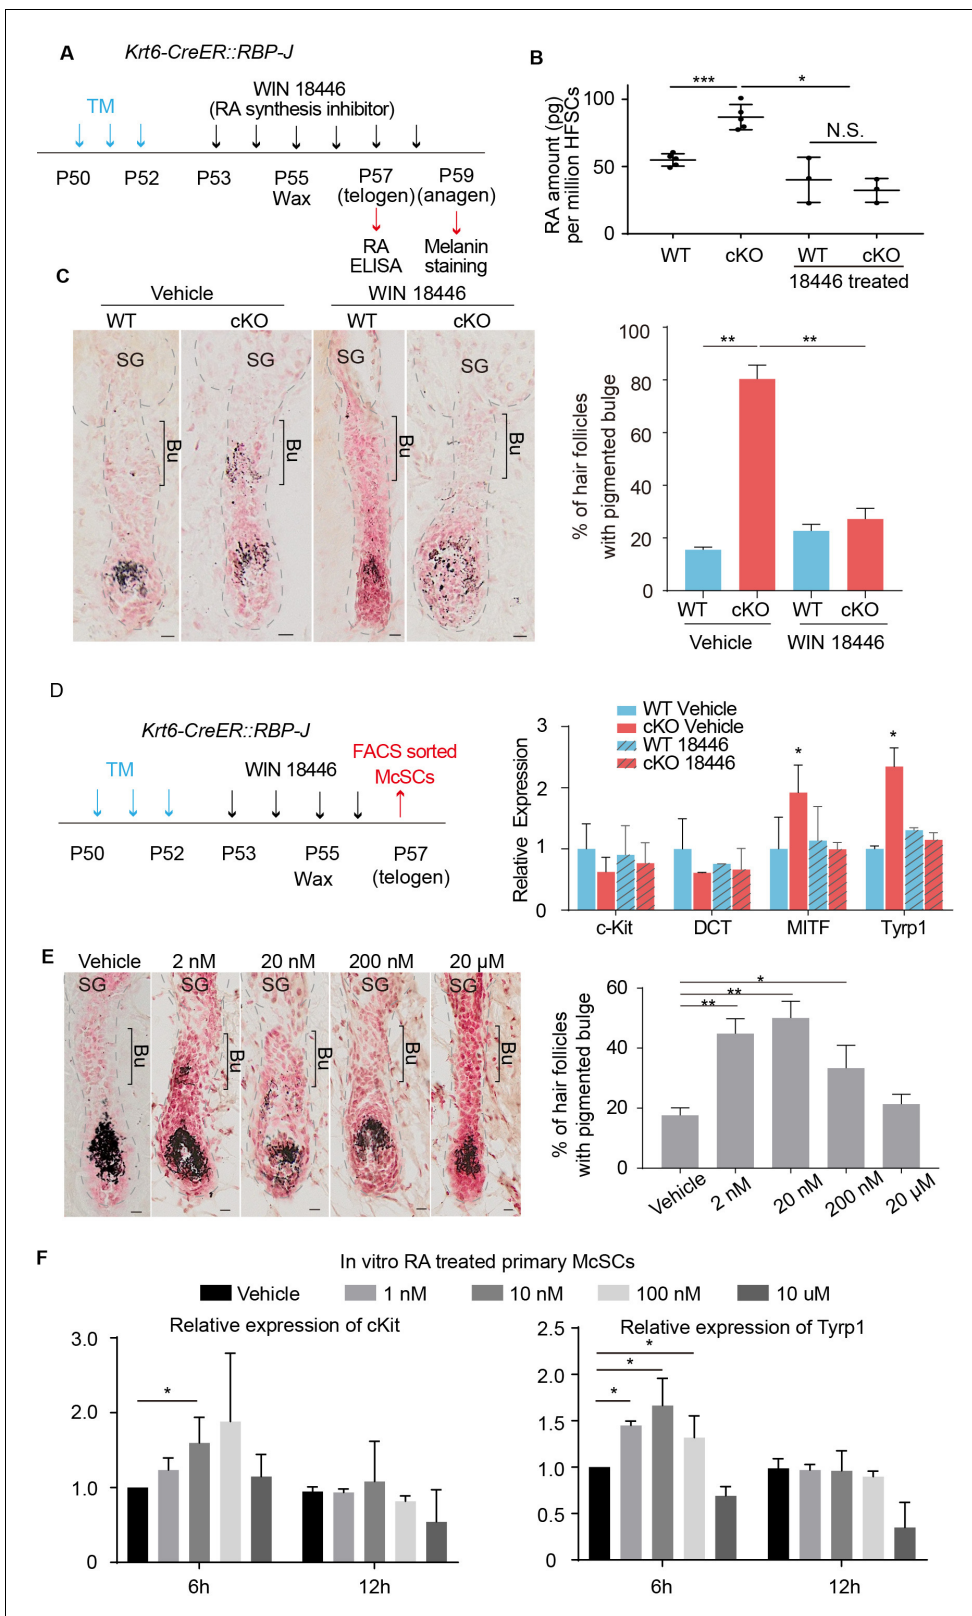 A
Krt6-CreER::RBP-J
TM
WIN 18446
(RA synthesis inhibitor)
P50
P52
P53
P55
Wax
P57
(telogen)
P59
(anagen)
RA
ELISA
Melanin
staining
B
RA amount (pg)
per million HFSCs
100
50
0
***
*
N.S.
WT
cKO
WT
cKO
18446 treated
C
Vehicle
WIN 18446
WT
cKO
WT
cKO
SG
SG
SG
SG
Bu
Bu
Bu
Bu
% of hair follicles
with pigmented bulge
100
80
60
40
20
0
**
**
WT
cKO
WT
cKO
Vehicle
WIN 18446
D
Krt6-CreER::RBP-J
TM
WIN 18446
FACS sorted
McSCs
P50
P52
P53
P55
Wax
P57
(telogen)
WT Vehicle
cKO Vehicle
WT 18446
cKO 18446
Relative Expression
3
2
1
0
*
*
c-Kit
DCT
MITF
Tyrp1
E
Vehicle
2 nM
20 nM
200 nM
20 µM
SG
SG
SG
SG
SG
Bu
Bu
Bu
Bu
Bu
% of hair follicles
with pigmented bulge
60
40
20
0
*
**
**
Vehicle
2 nM
20 nM
200 nM
20 µM
F
In vitro RA treated primary McSCs
Vehicle
1 nM
10 nM
100 nM
10 uM
Relative expression of cKit
3.0
2.0
1.0
0
*
6h
12h
Relative expression of Tyrp1
2.5
2.0
1.5
1.0
0.5
0
*
*
*
6h
12h